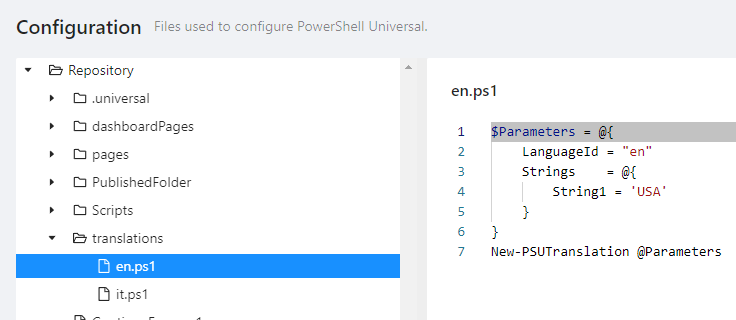 Configuration Files used to configure PowerShell Universal.
Repository
.universal
dashboardPages
pages
PublishedFolder
Scripts
translations
en.ps1
it.ps1
en.ps1
1 $Parameters = @{
2 LanguageId = "en"
3 Strings = @{
4 String1 = 'USA'
5 }
6 }
7 New-PSUTranslation @Parameters